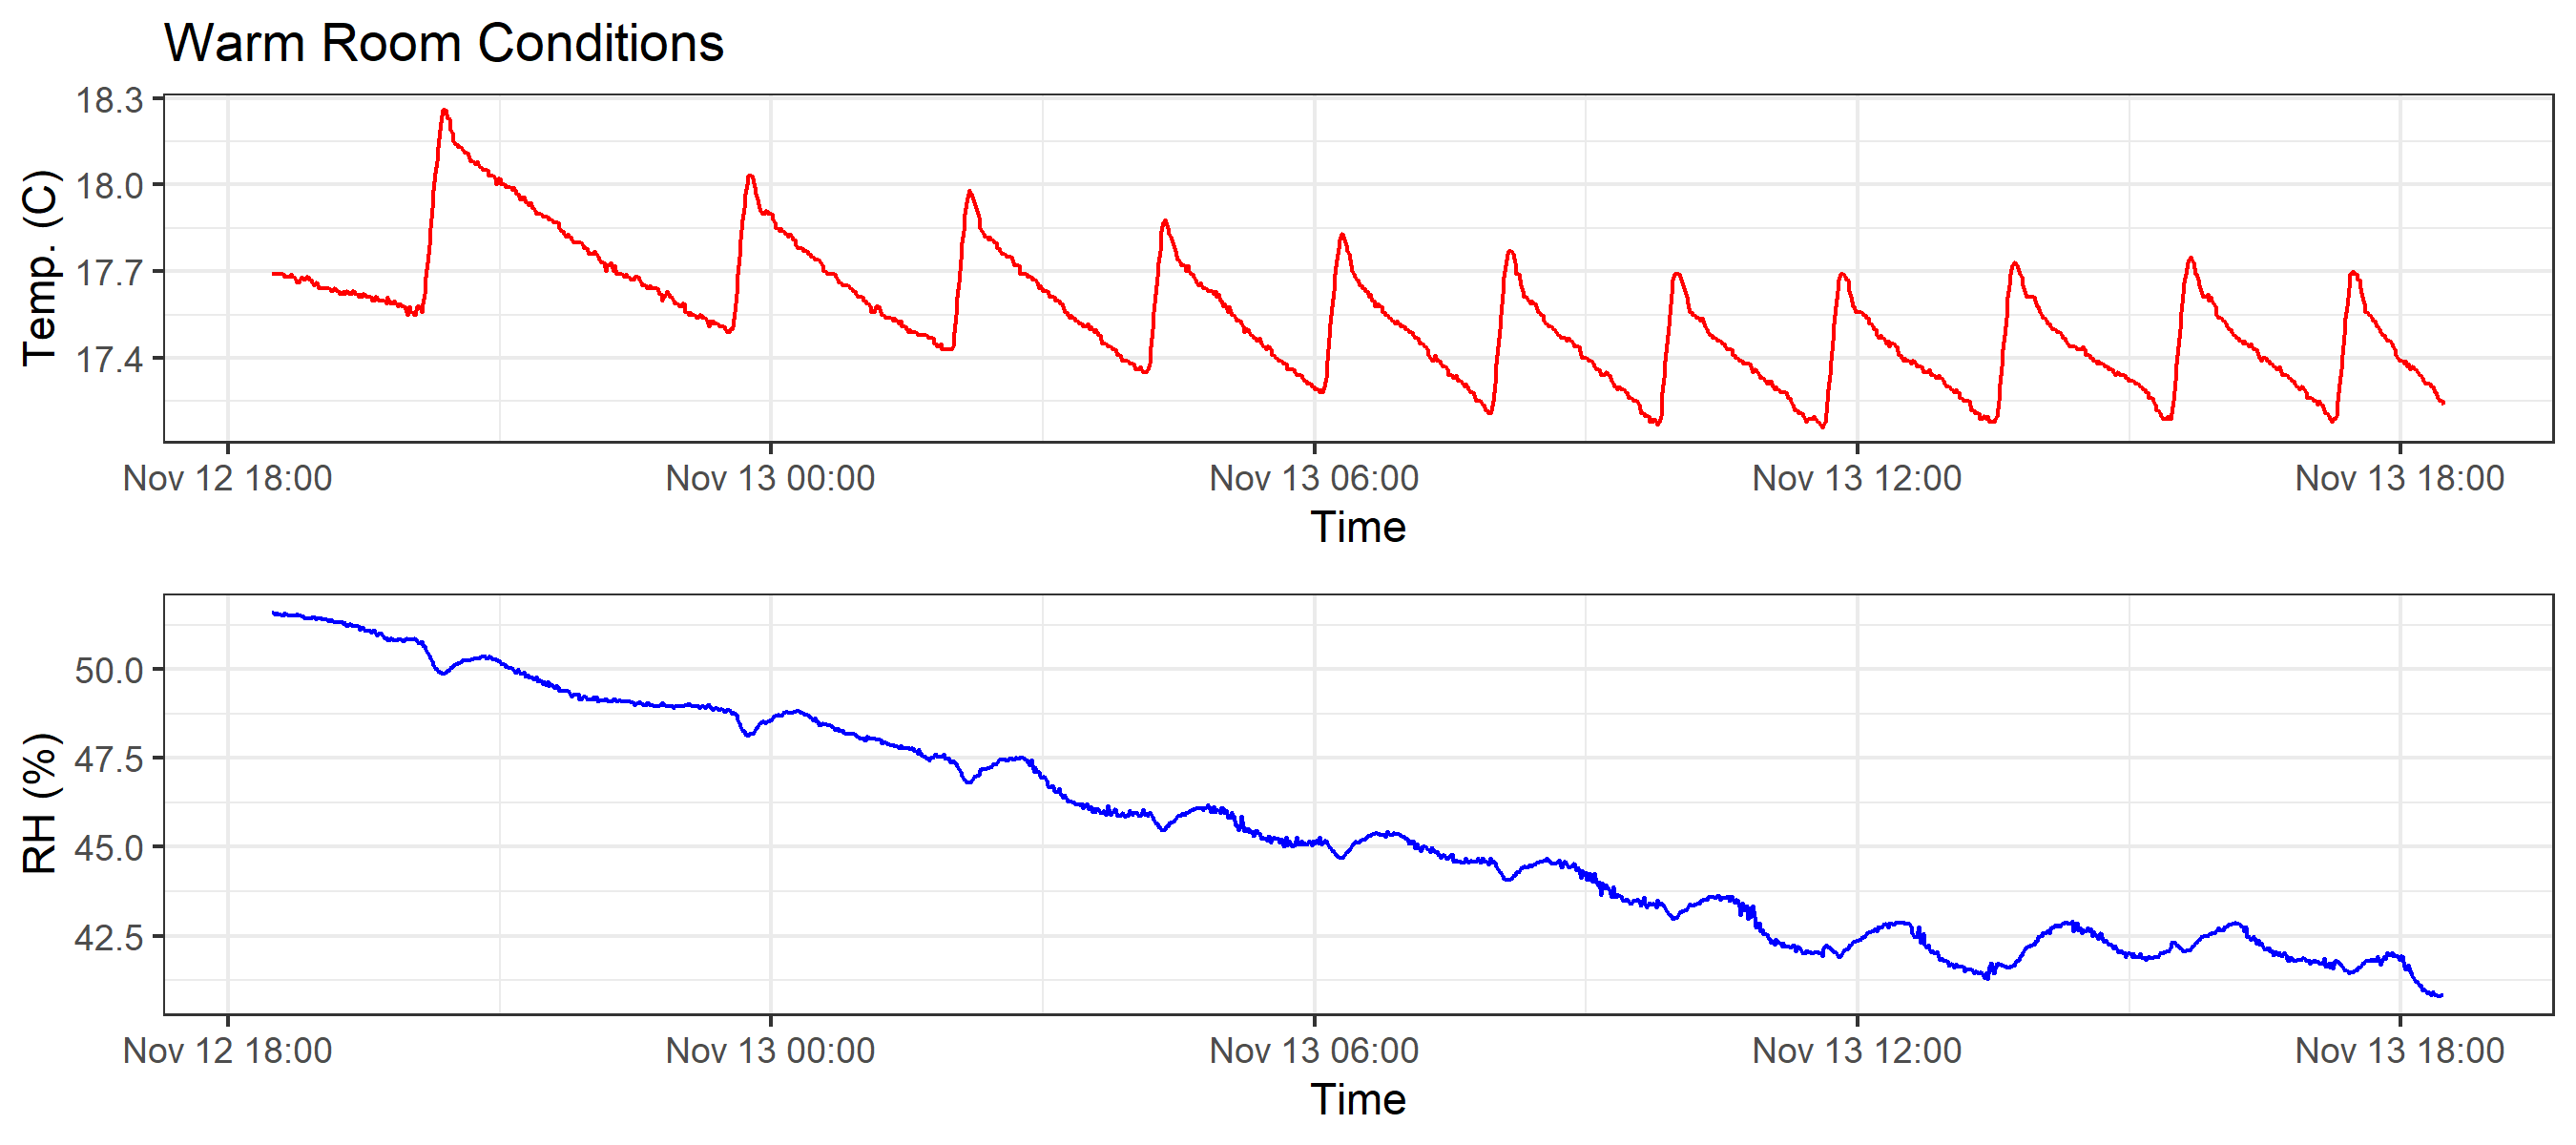 Warm Room Conditions
Temp. (C)
18.3
18.0
17.7
17.4
Nov 12 18:00 Nov 13 00:00 Nov 13 06:00 Nov 13 12:00 Nov 13 18:00
Time
RH (%)
50.0
47.5
45.0
42.5
Nov 12 18:00 Nov 13 00:00 Nov 13 06:00 Nov 13 12:00 Nov 13 18:00
Time